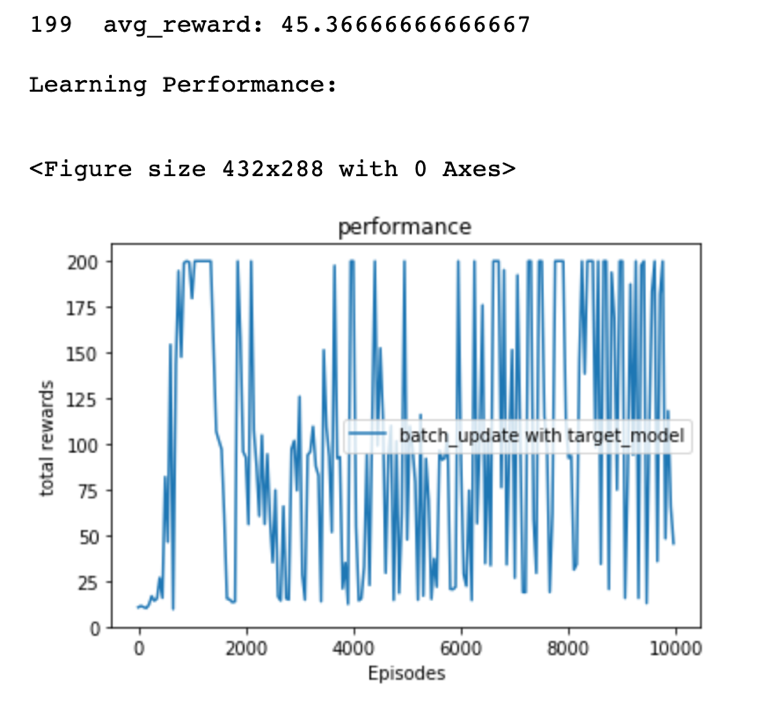 199 avg_reward: 45.36666666666667
Learning Performance:
<Figure size 432x288 with 0 Axes>
performance
200
175
150
125
100
75
50
25
0
total rewards
batch_update with target_model
0 2000 4000 6000 8000 10000
Episodes